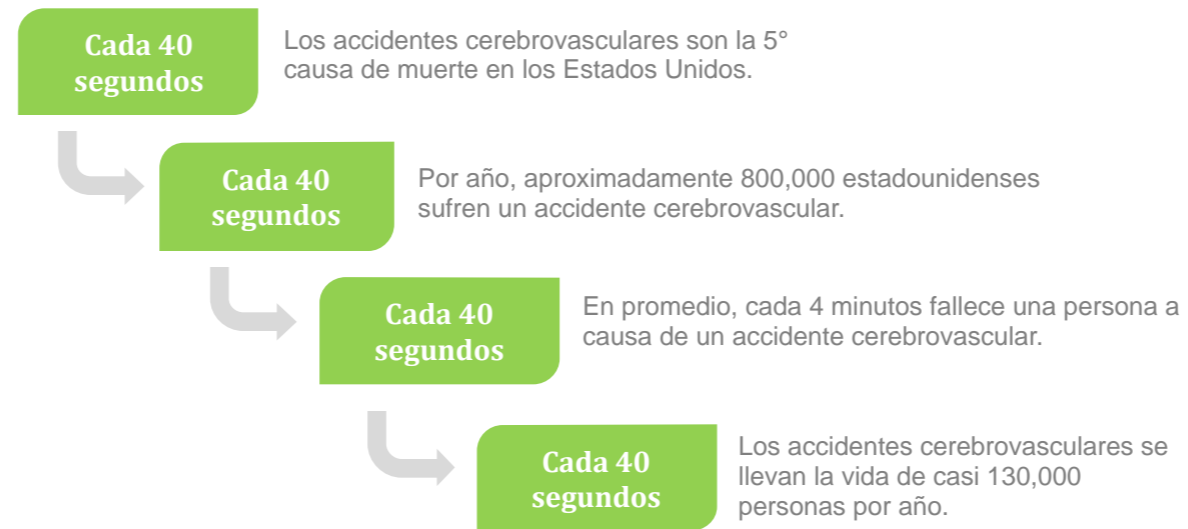 Cada 40
segundos
Los accidentes cerebrovasculares son la 5°
causa de muerte en los Estados Unidos.
Cada 40
segundos
Por año, aproximadamente 800,000 estadounidenses
sufren un accidente cerebrovascular.
Cada 40
segundos
En promedio, cada 4 minutos fallece una persona a
causa de un accidente cerebrovascular.
Cada 40
segundos
Los accidentes cerebrovasculares se
llevan la vida de casi 130,000
personas por año.